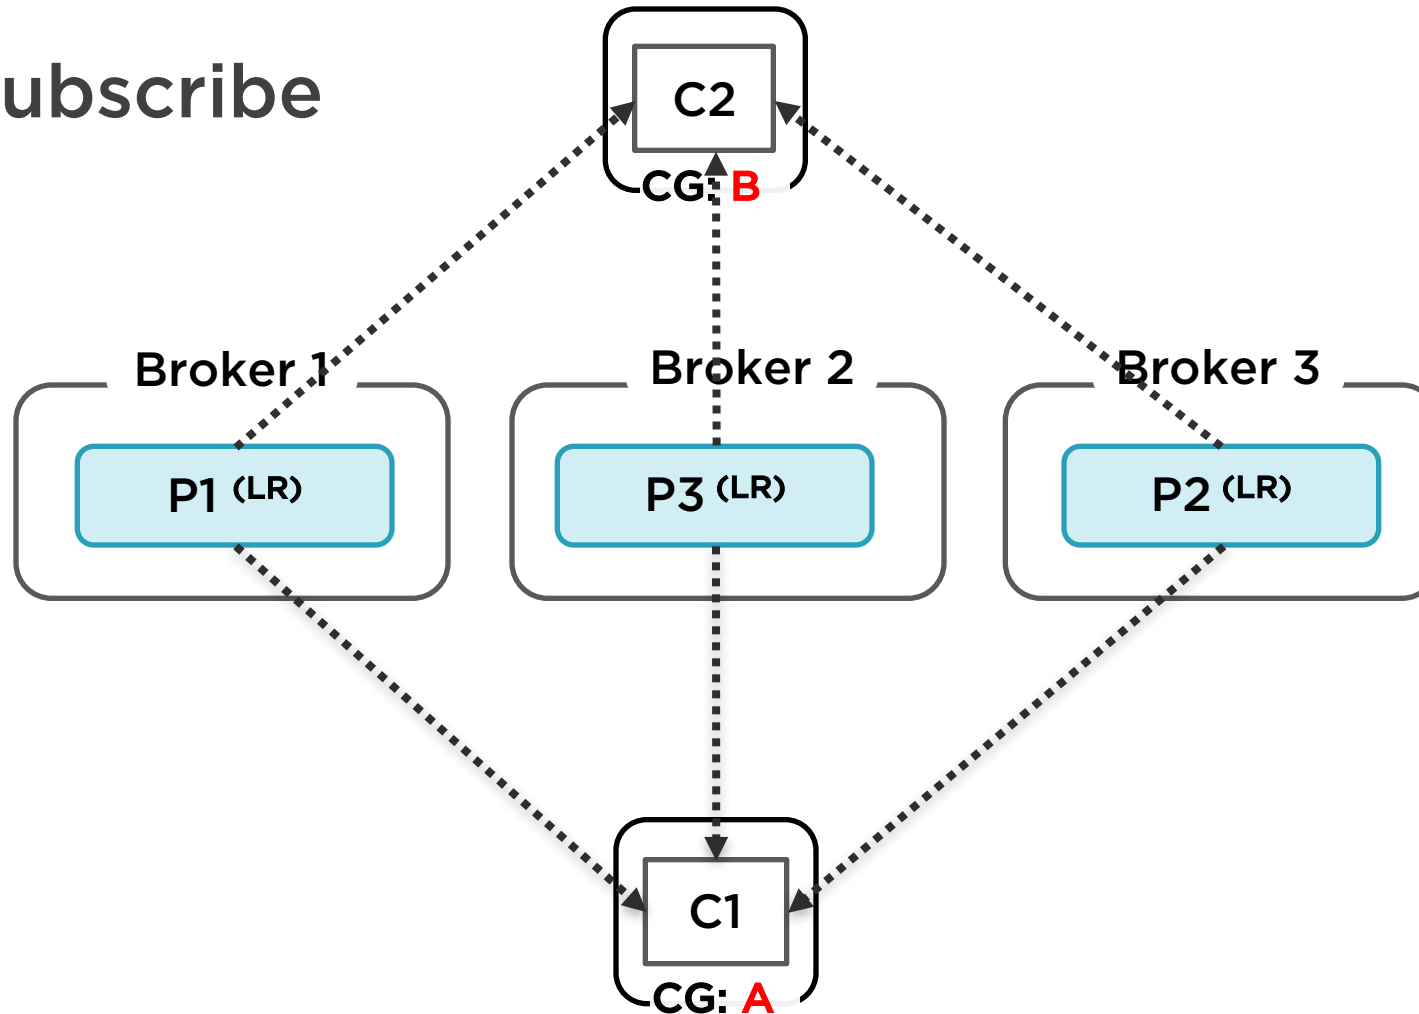 ubscribe
C2
CG: B
Broker 1
Broker 2
Broker 3
P1 (LR)
P3 (LR)
P2 (LR)
C1
CG: A